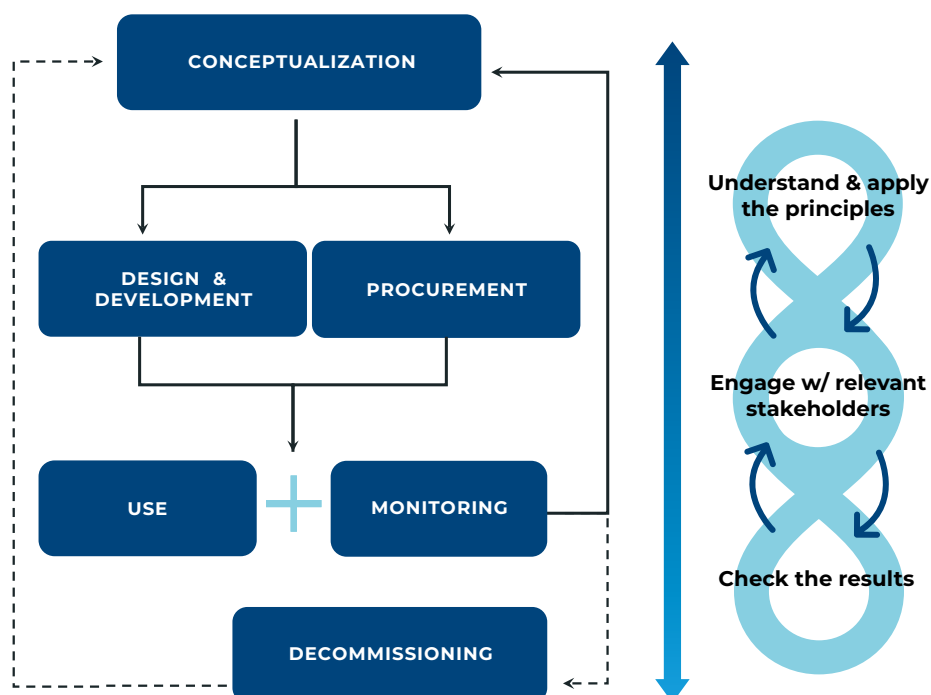 CONCEPTUALIZATION
DESIGN &
DEVELOPMENT
PROCUREMENT
USE
MONITORING
DECOMMISSIONING
Understand & apply
the principles
Engage w/ relevant
stakeholders
Check the results